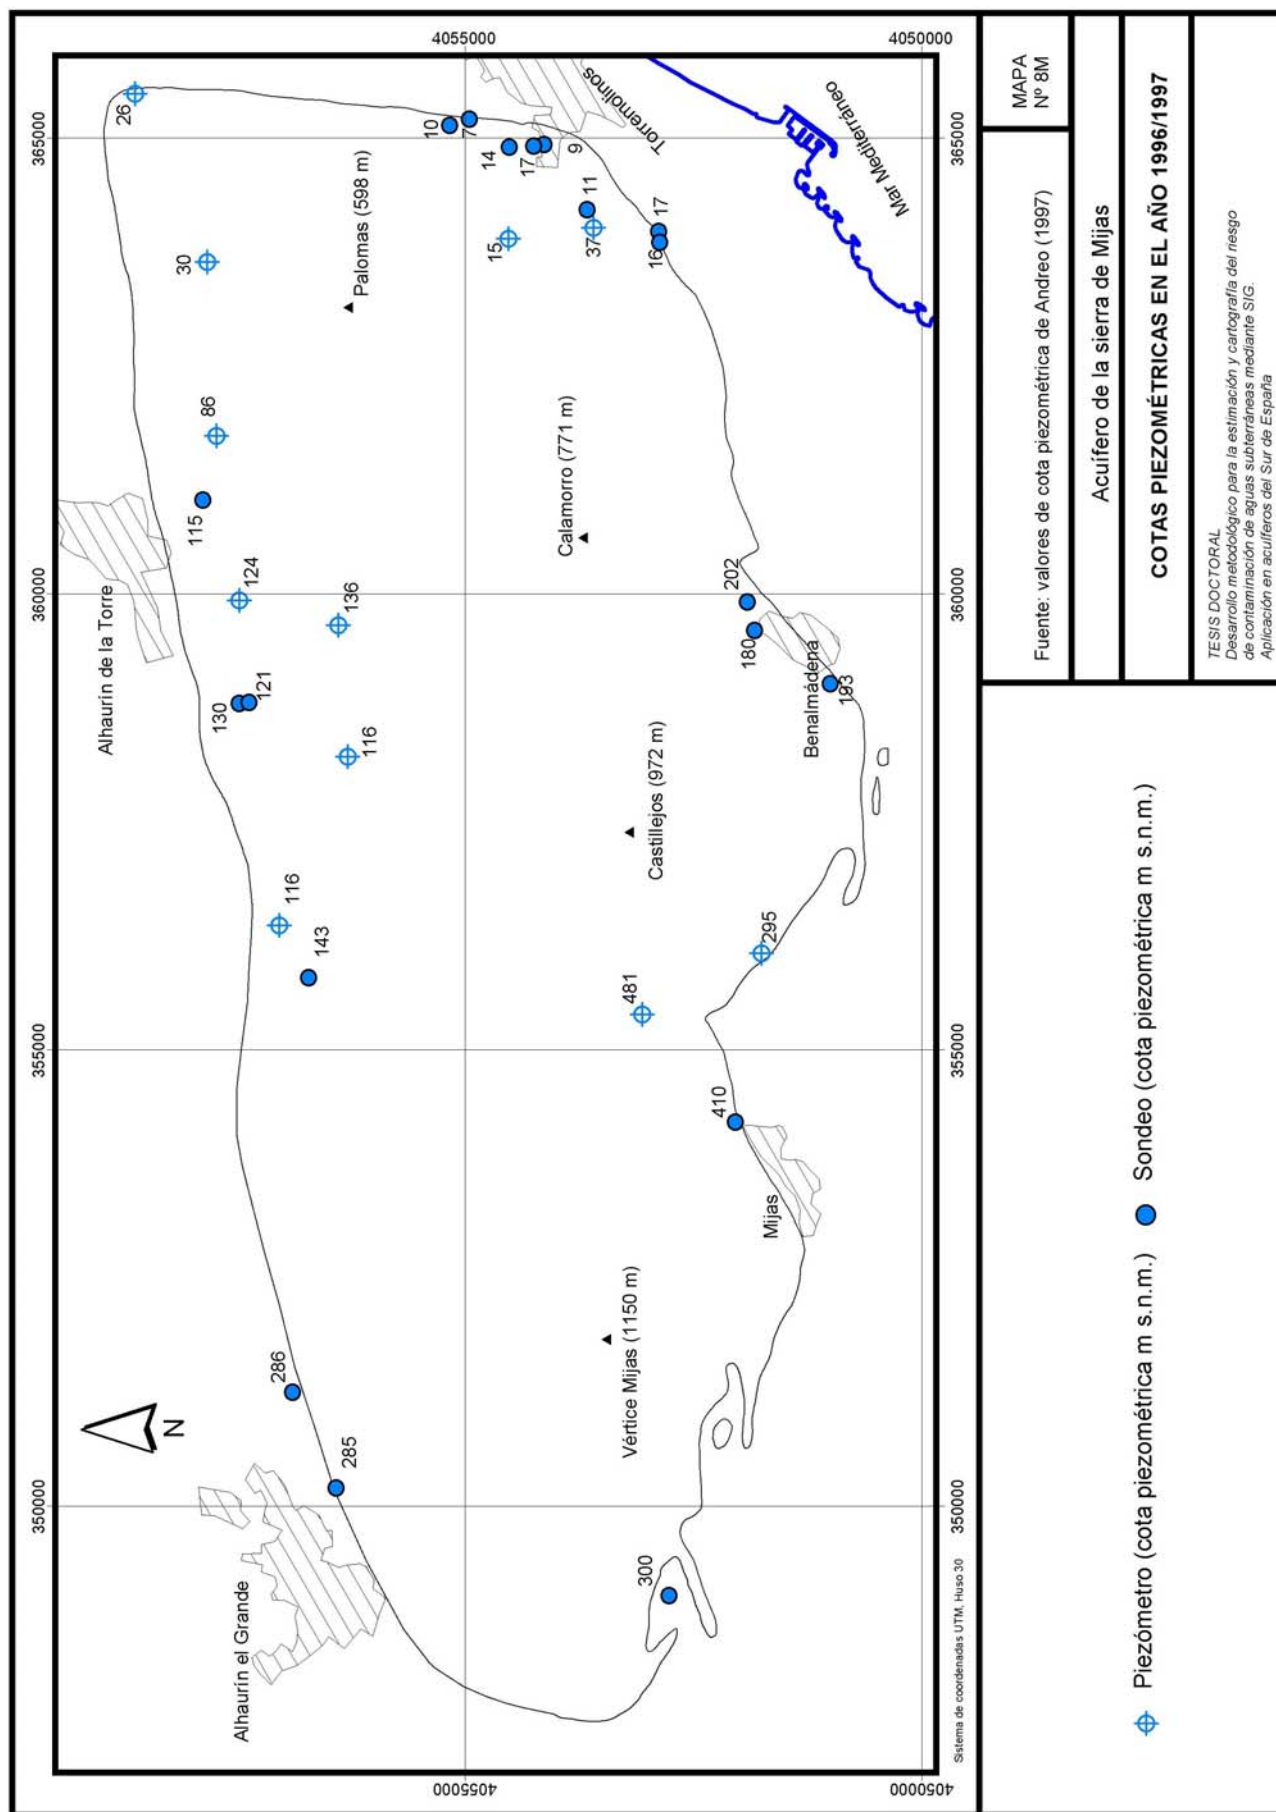 350000
355000
360000
365000
4055000
4050000
4055000
4050000
350000
355000
360000
365000
26
30
86
115
124
136
130
121
116
116
143
286
285
300
410
481
295
193
180
202
10
7
14
17
9
15
11
37
17
16
Alhaurín el Grande
Alhaurín de la Torre
Palomas (598 m)
Calamorro (771 m)
Castillejos (972 m)
Vértice Mijas (1150 m)
Mijas
Benalmádena
Torremolinos
Mar Mediterráneo
N
Sistema de coordenadas UTM, Huso 30
Piezómetro (cota piezométrica m s.n.m.)
Sondeo (cota piezométrica m s.n.m.)
Fuente: valores de cota piezométrica de Andreo (1997)
MAPA
Nº 8M
Acuífero de la sierra de Mijas
COTAS PIEZOMÉTRICAS EN EL AÑO 1996/1997
TESIS DOCTORAL
Desarrollo metodológico para la estimación y cartografía del riesgo
de contaminación de aguas subterráneas mediante SIG.
Aplicación en acuíferos del Sur de España